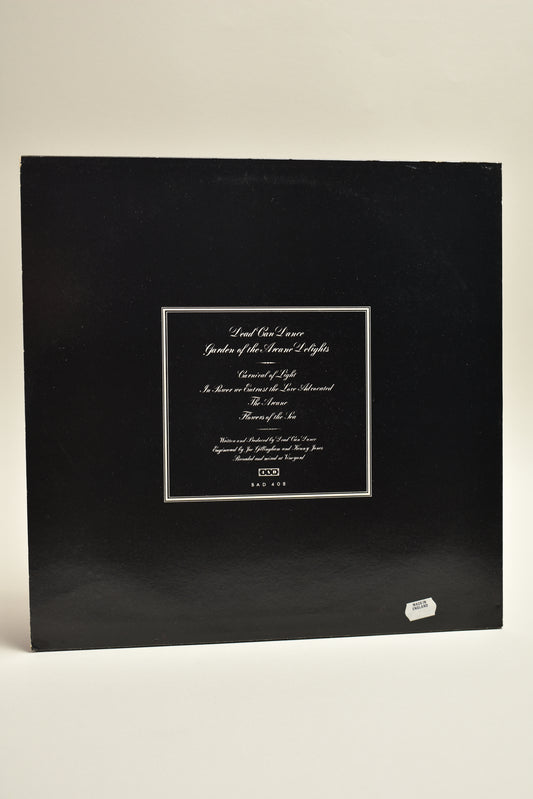 Dead Can Dance
Garden of the Arcane Delights
Carnival of Light
In Power we Entrust the Love Advocated
The Arcane
Flowers of the Sea
Written and Produced by Dead Can Dance
Engineered by Joe Gillingham and Kenny Jones
Recorded and mixed at Vineyard
4AD
BAD 408
MADE IN
ENGLAND